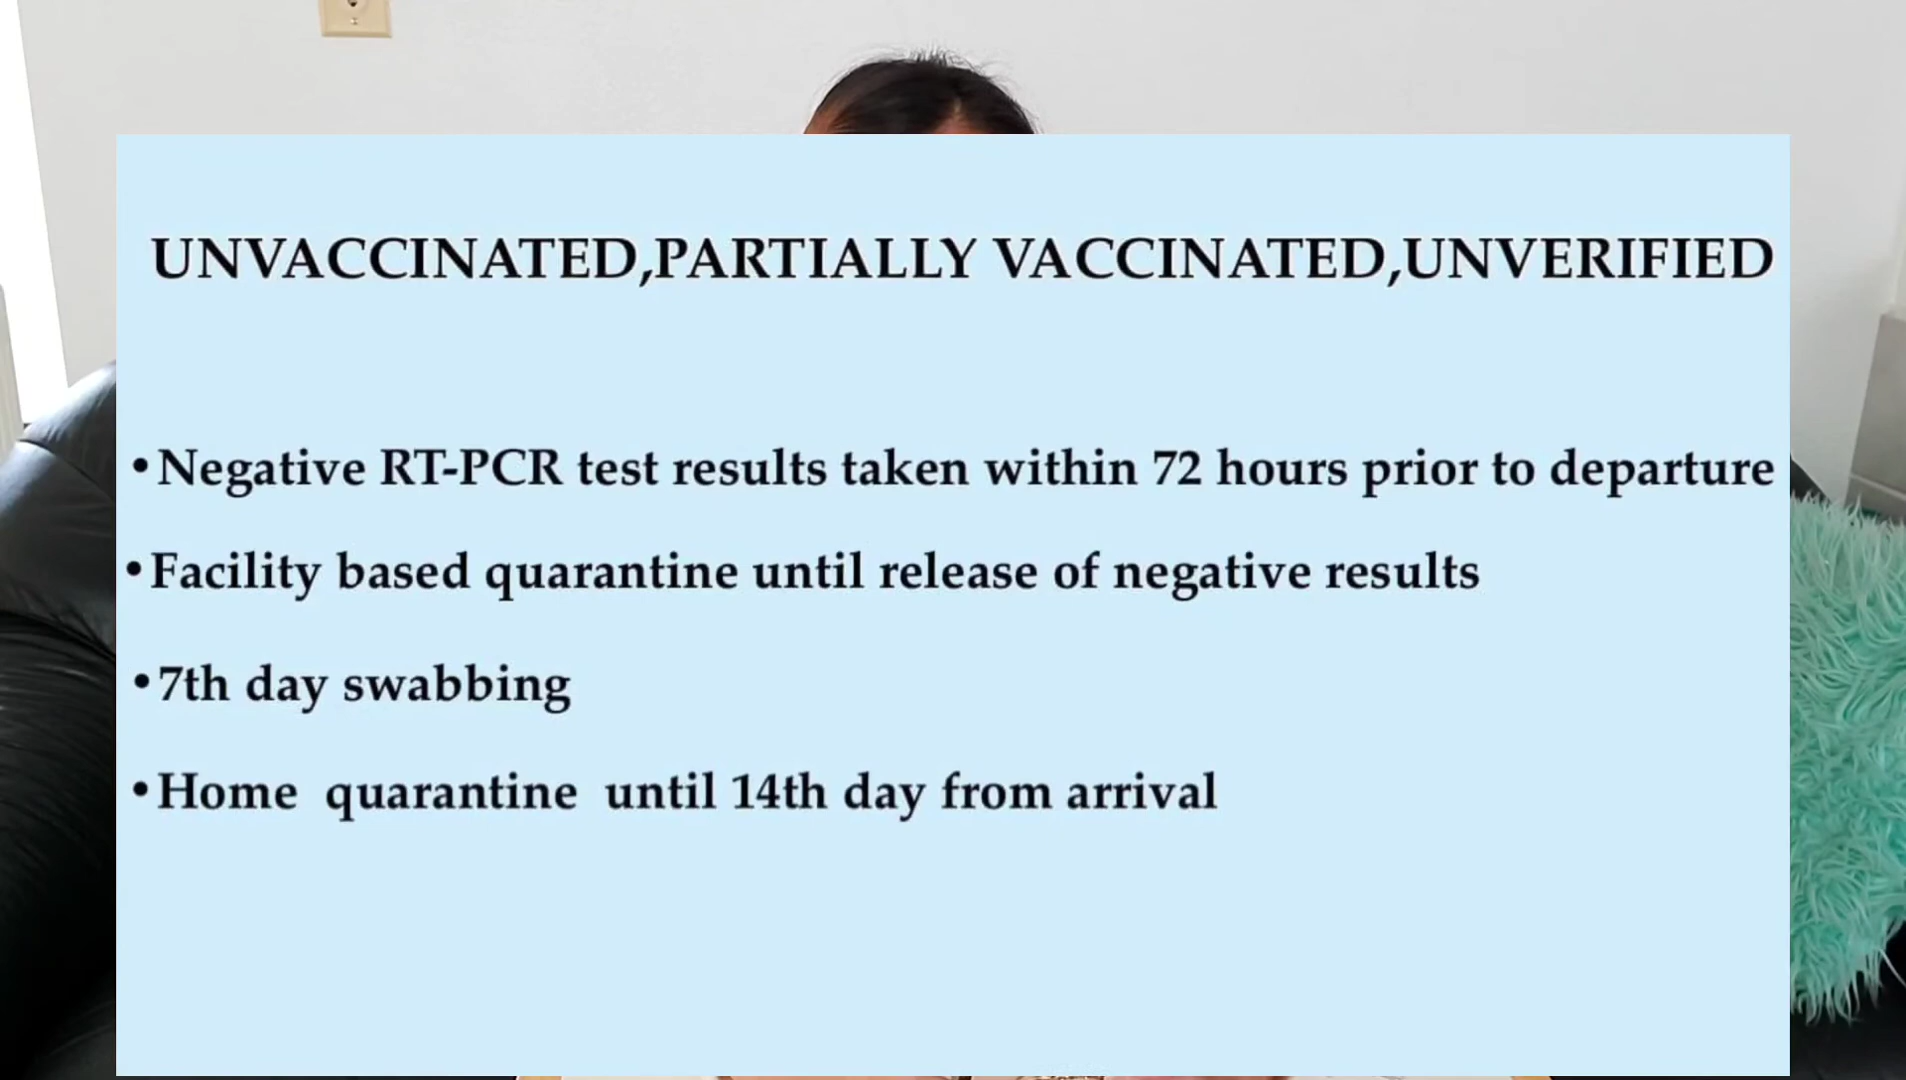 UNVACCINATED,PARTIALLY VACCINATED,UNVERIFIED
•Negative RT-PCR test results taken within 72 hours prior to departure
•Facility based quarantine until release of negative results
•7th day swabbing
•Home quarantine until 14th day from arrival